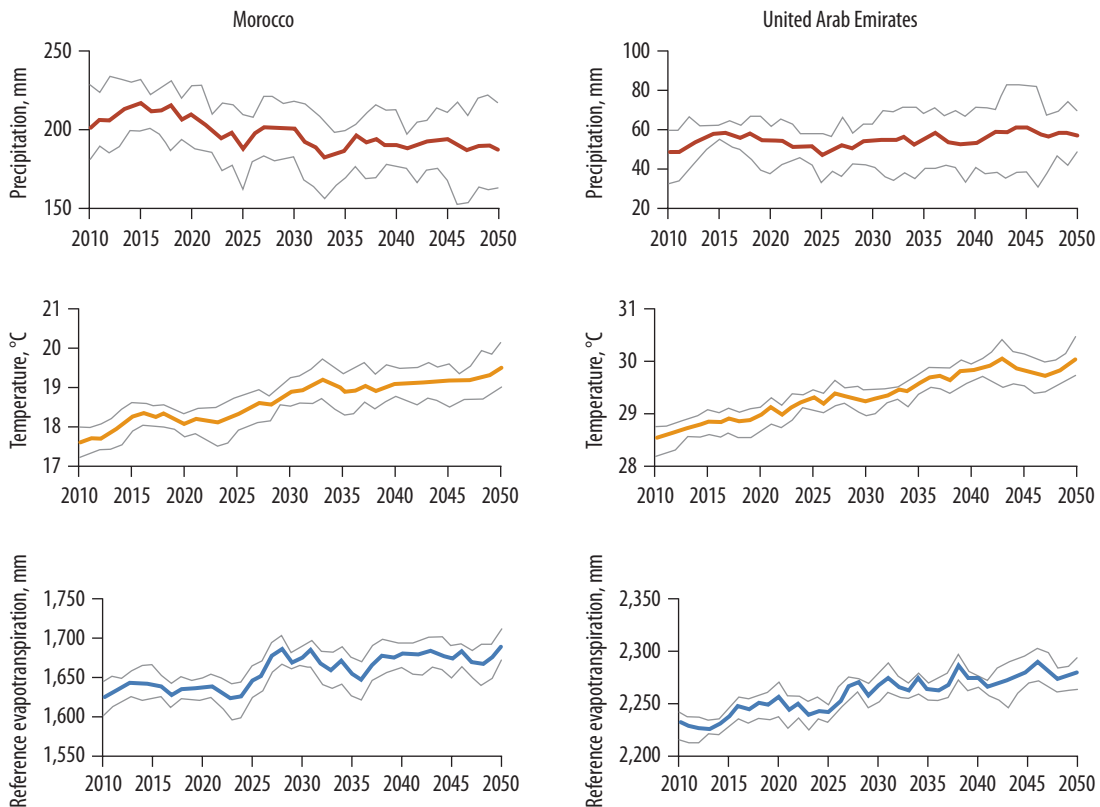 Morocco
United Arab Emirates
Precipitation, mm
250
200
150
2010 2015 2020 2025 2030 2035 2040 2045 2050
Precipitation, mm
100
80
60
40
20
2010 2015 2020 2025 2030 2035 2040 2045 2050
Temperature, °C
21
20
19
18
17
2010 2015 2020 2025 2030 2035 2040 2045 2050
Temperature, °C
31
30
29
28
2010 2015 2020 2025 2030 2035 2040 2045 2050
Reference evapotranspiration, mm
1,750
1,700
1,650
1,600
1,550
2010 2015 2020 2025 2030 2035 2040 2045 2050
Reference evapotranspiration, mm
2,350
2,300
2,250
2,200
2010 2015 2020 2025 2030 2035 2040 2045 2050